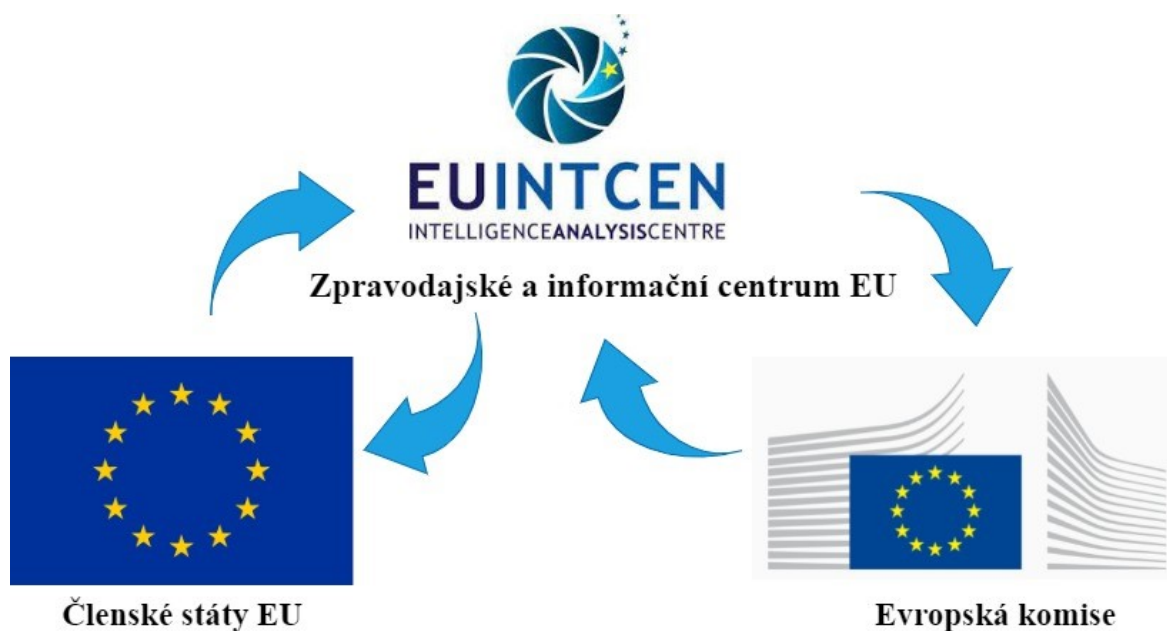 EUINTCEN
INTELLIGENCEANALYSISCENTRE
Zpravodajské a informační centrum EU
Členské státy EU
Evropská komise